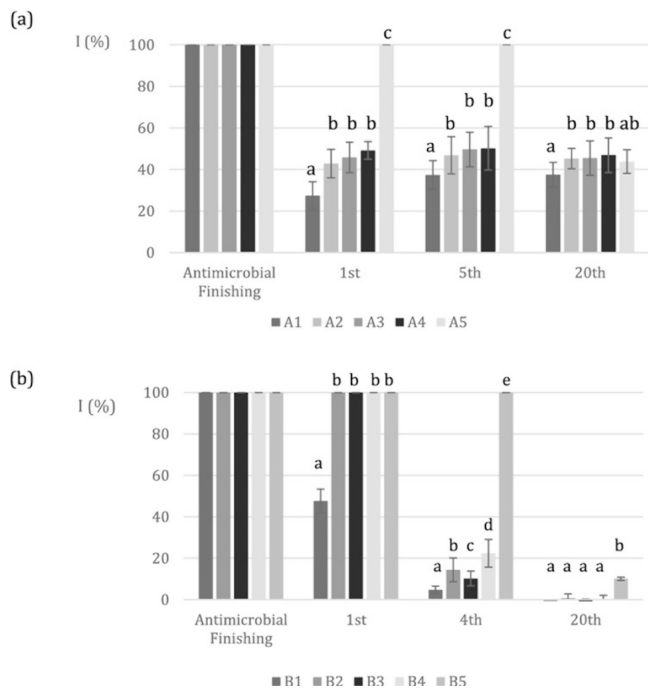 (a)
I (%)
100
80
60
40
20
0
a b b b c
a b b b c
a b b b ab
Antimicrobial Finishing 1st 5th 20th
A1 A2 A3 A4 A5
(b)
I (%)
100
80
60
40
20
0
a b b b b
a b c d e
a a a a b
Antimicrobial Finishing 1st 4th 20th
B1 B2 B3 B4 B5